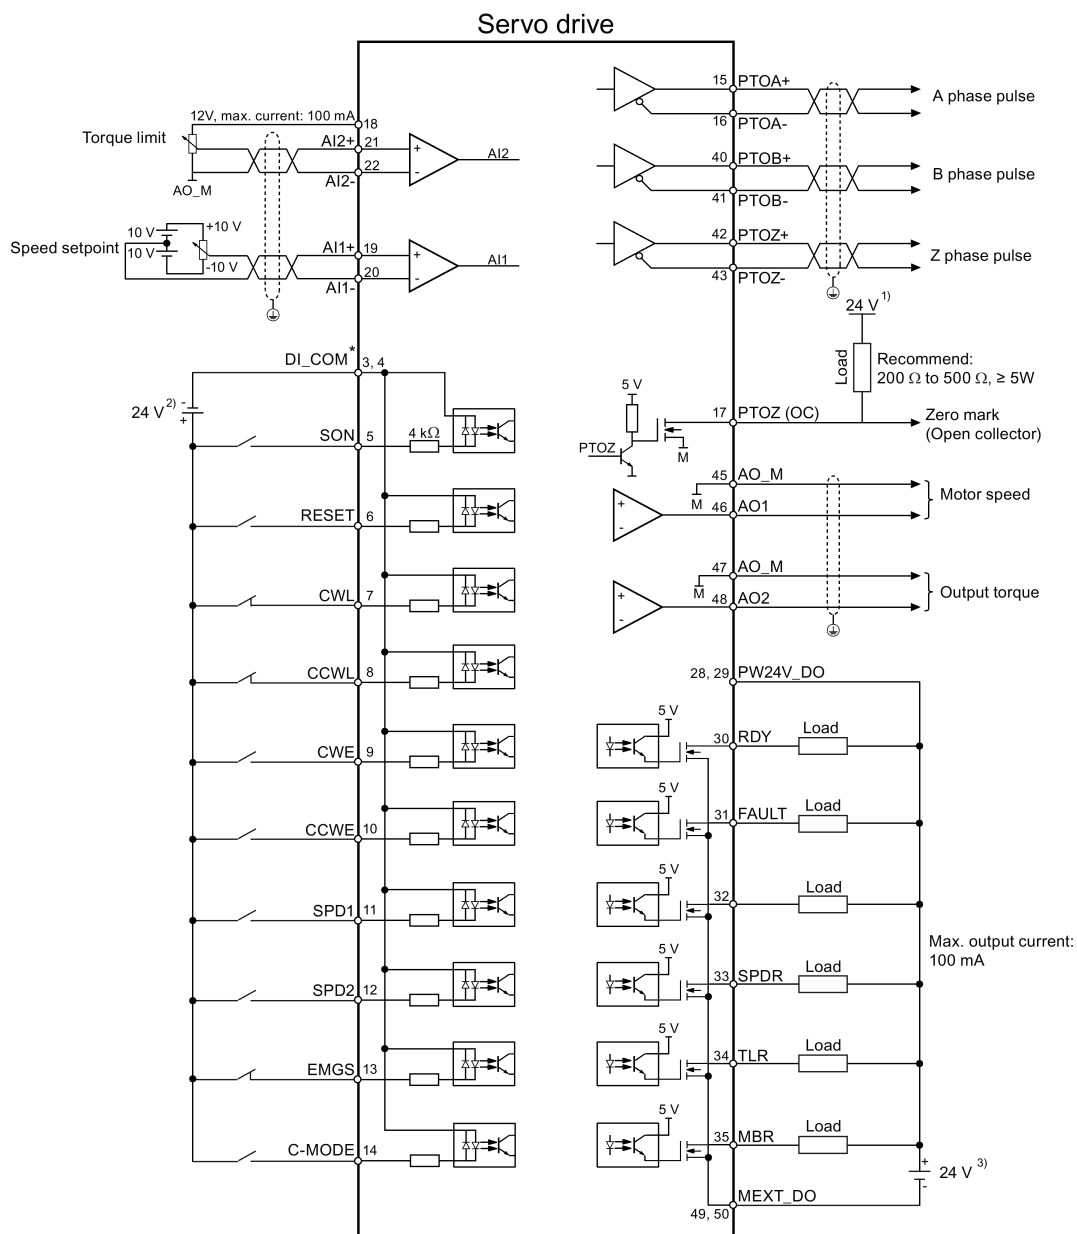 Servo drive
12V, max. current: 100 mA
18
Torque limit
AI2+
21
+
AI2
22
-
AI2-
AO_M
10 V
+10 V
Speed setpoint
10 V
-10 V
AI1+
19
+
AI1
20
-
AI1-
DI_COM*
3, 4
24 V 2)
-
+
SON
5
4 kΩ
RESET
6
CWL
7
CCWL
8
CWE
9
CCWE
10
SPD1
11
SPD2
12
EMGS
13
C-MODE
14
15
PTOA+
A phase pulse
16
PTOA-
40
PTOB+
B phase pulse
41
PTOB-
42
PTOZ+
Z phase pulse
43
PTOZ-
24 V 1)
Load
Recommend:
200 Ω to 500 Ω, ≥ 5W
5 V
17
PTOZ (OC)
Zero mark
(Open collector)
PTOZ
M
45
AO_M
M
Motor speed
+
-
46
AO1
47
AO_M
M
Output torque
+
-
48
AO2
28, 29
PW24V_DO
5 V
30
RDY
Load
5 V
31
FAULT
Load
5 V
32
Load
Max. output current:
100 mA
5 V
33
SPDR
Load
5 V
34
TLR
Load
5 V
35
MBR
Load
+
24 V 3)
-
MEXT_DO
49, 50